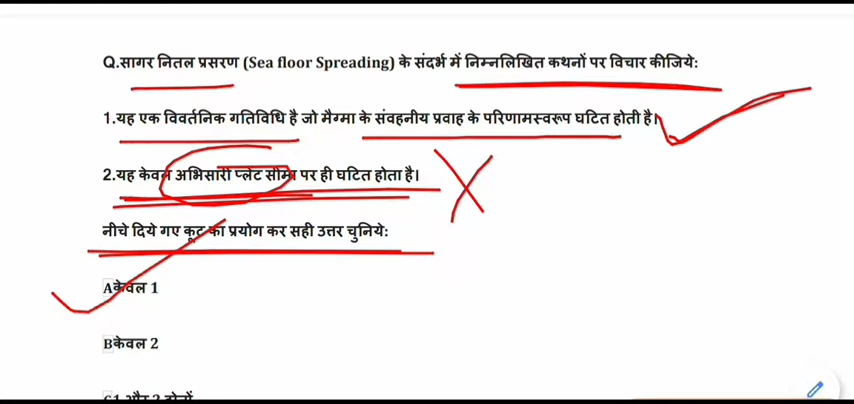 Q.सागर नितल प्रसरण (Sea floor Spreading) के संदर्भ में निम्नलिखित कथनों पर विचार कीजिये:
1.यह एक विवर्तनिक गतिविधि है जो मैग्मा के संवहनीय प्रवाह के परिणामस्वरूप घटित होती है।
2.यह केवल अभिसारी प्लेट सीमा पर ही घटित होता है।
नीचे दिये गए कूट का प्रयोग कर सही उत्तर चुनिये:
Aकेवल 1
Bकेवल 2